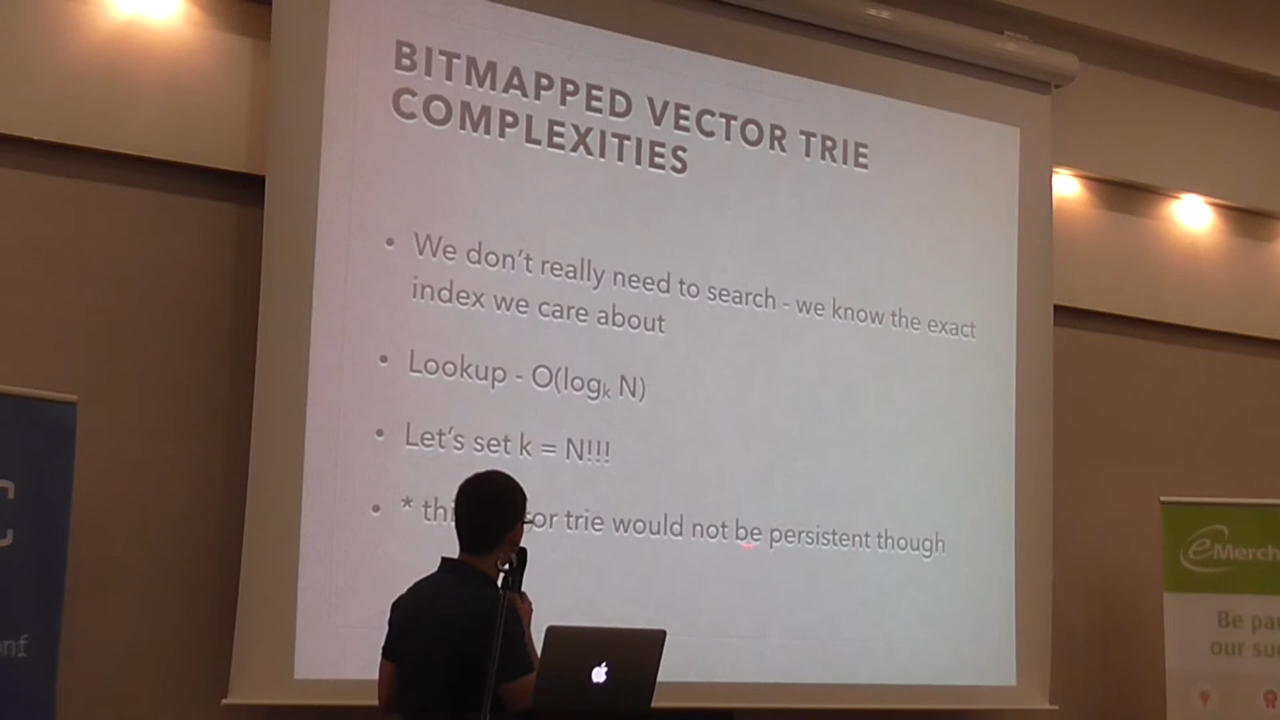 BITMAPPED VECTOR TRIE
COMPLEXITIES
• We don't really need to search - we know the exact
index we care about
• Lookup - O(logₖ N)
• Let's set k = N!!!
• * or trie would not be persistent though
eMerch
Be pa
our su
nf